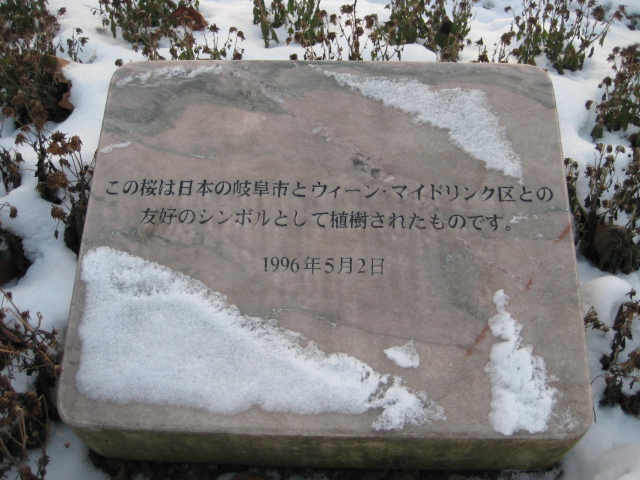 この桜は日本の岐阜市とウィーン・マイドリンク区との
友好のシンボルとして植樹されたものです。
1996年5月2日